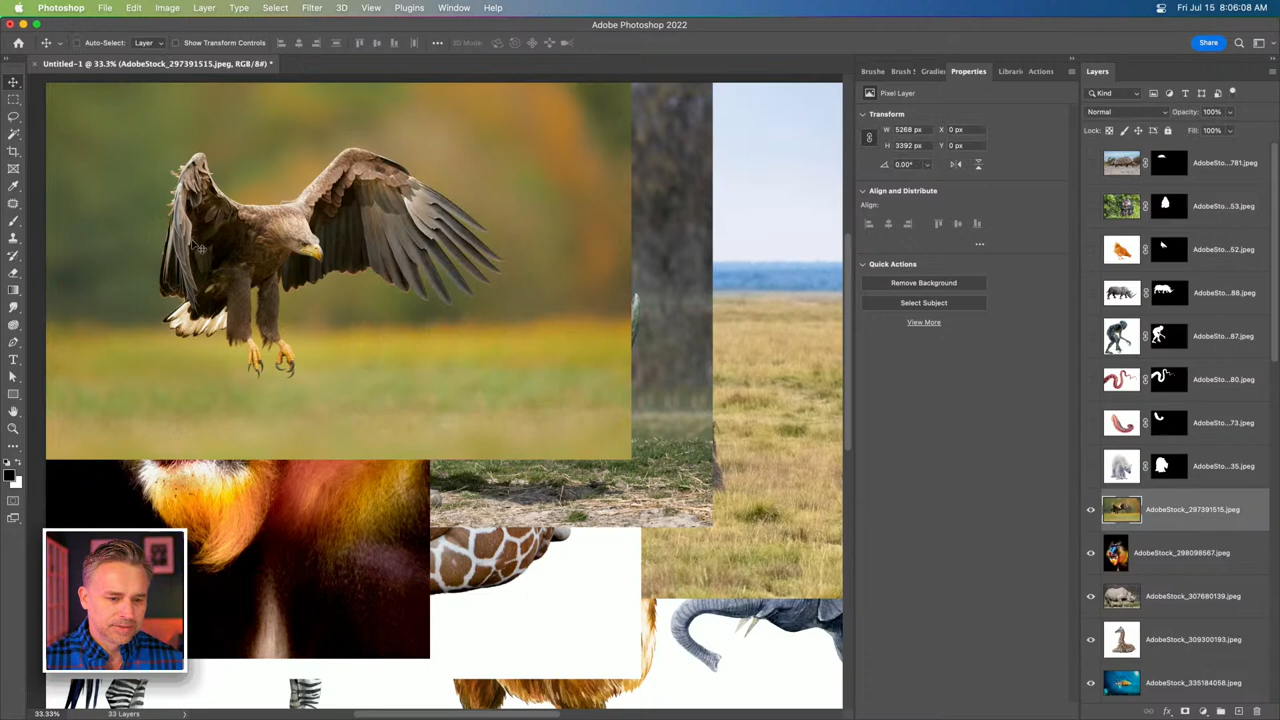 Photoshop File Edit Image Layer Type Select Filter 3D View Plugins Window Help Fri Jul 15 8:06:08 AM
Adobe Photoshop 2022
Auto-Select: Layer Show Transform Controls 3D Mode: Share
× Untitled-1 @ 33.3% (AdobeStock_297391515.jpeg, RGB/8#) *
Brushe Brush S Gradie Properties Librari Actions
Pixel Layer
Transform
W 5268 px X 0 px
H 3392 px Y 0 px
0.00°
Align and Distribute
Align:
Quick Actions
Remove Background
Select Subject
View More
Layers
Kind
Normal Opacity: 100%
Lock: Fill: 100%
AdobeSto...781.jpeg
AdobeSto...53.jpeg
AdobeSto...52.jpeg
AdobeSto...88.jpeg
AdobeSto...87.jpeg
AdobeSto...80.jpeg
AdobeSto...73.jpeg
AdobeSto...35.jpeg
AdobeStock_297391515.jpeg
AdobeStock_298098567.jpeg
AdobeStock_307680139.jpeg
AdobeStock_309300193.jpeg
AdobeStock_335184058.jpeg
33.33% 33 Layers